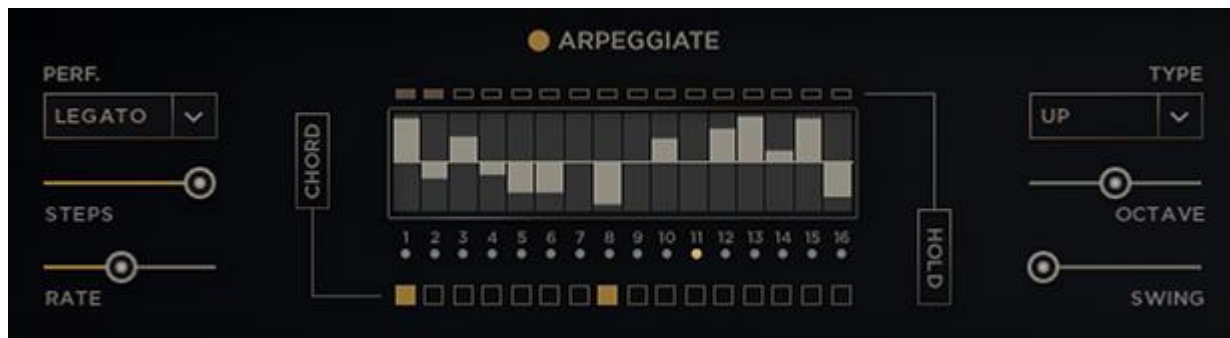 ARPEGGIATE
PERF.
LEGATO
STEPS
RATE
CHORD
1 2 3 4 5 6 7 8 9 10 11 12 13 14 15 16
HOLD
TYPE
UP
OCTAVE
SWING